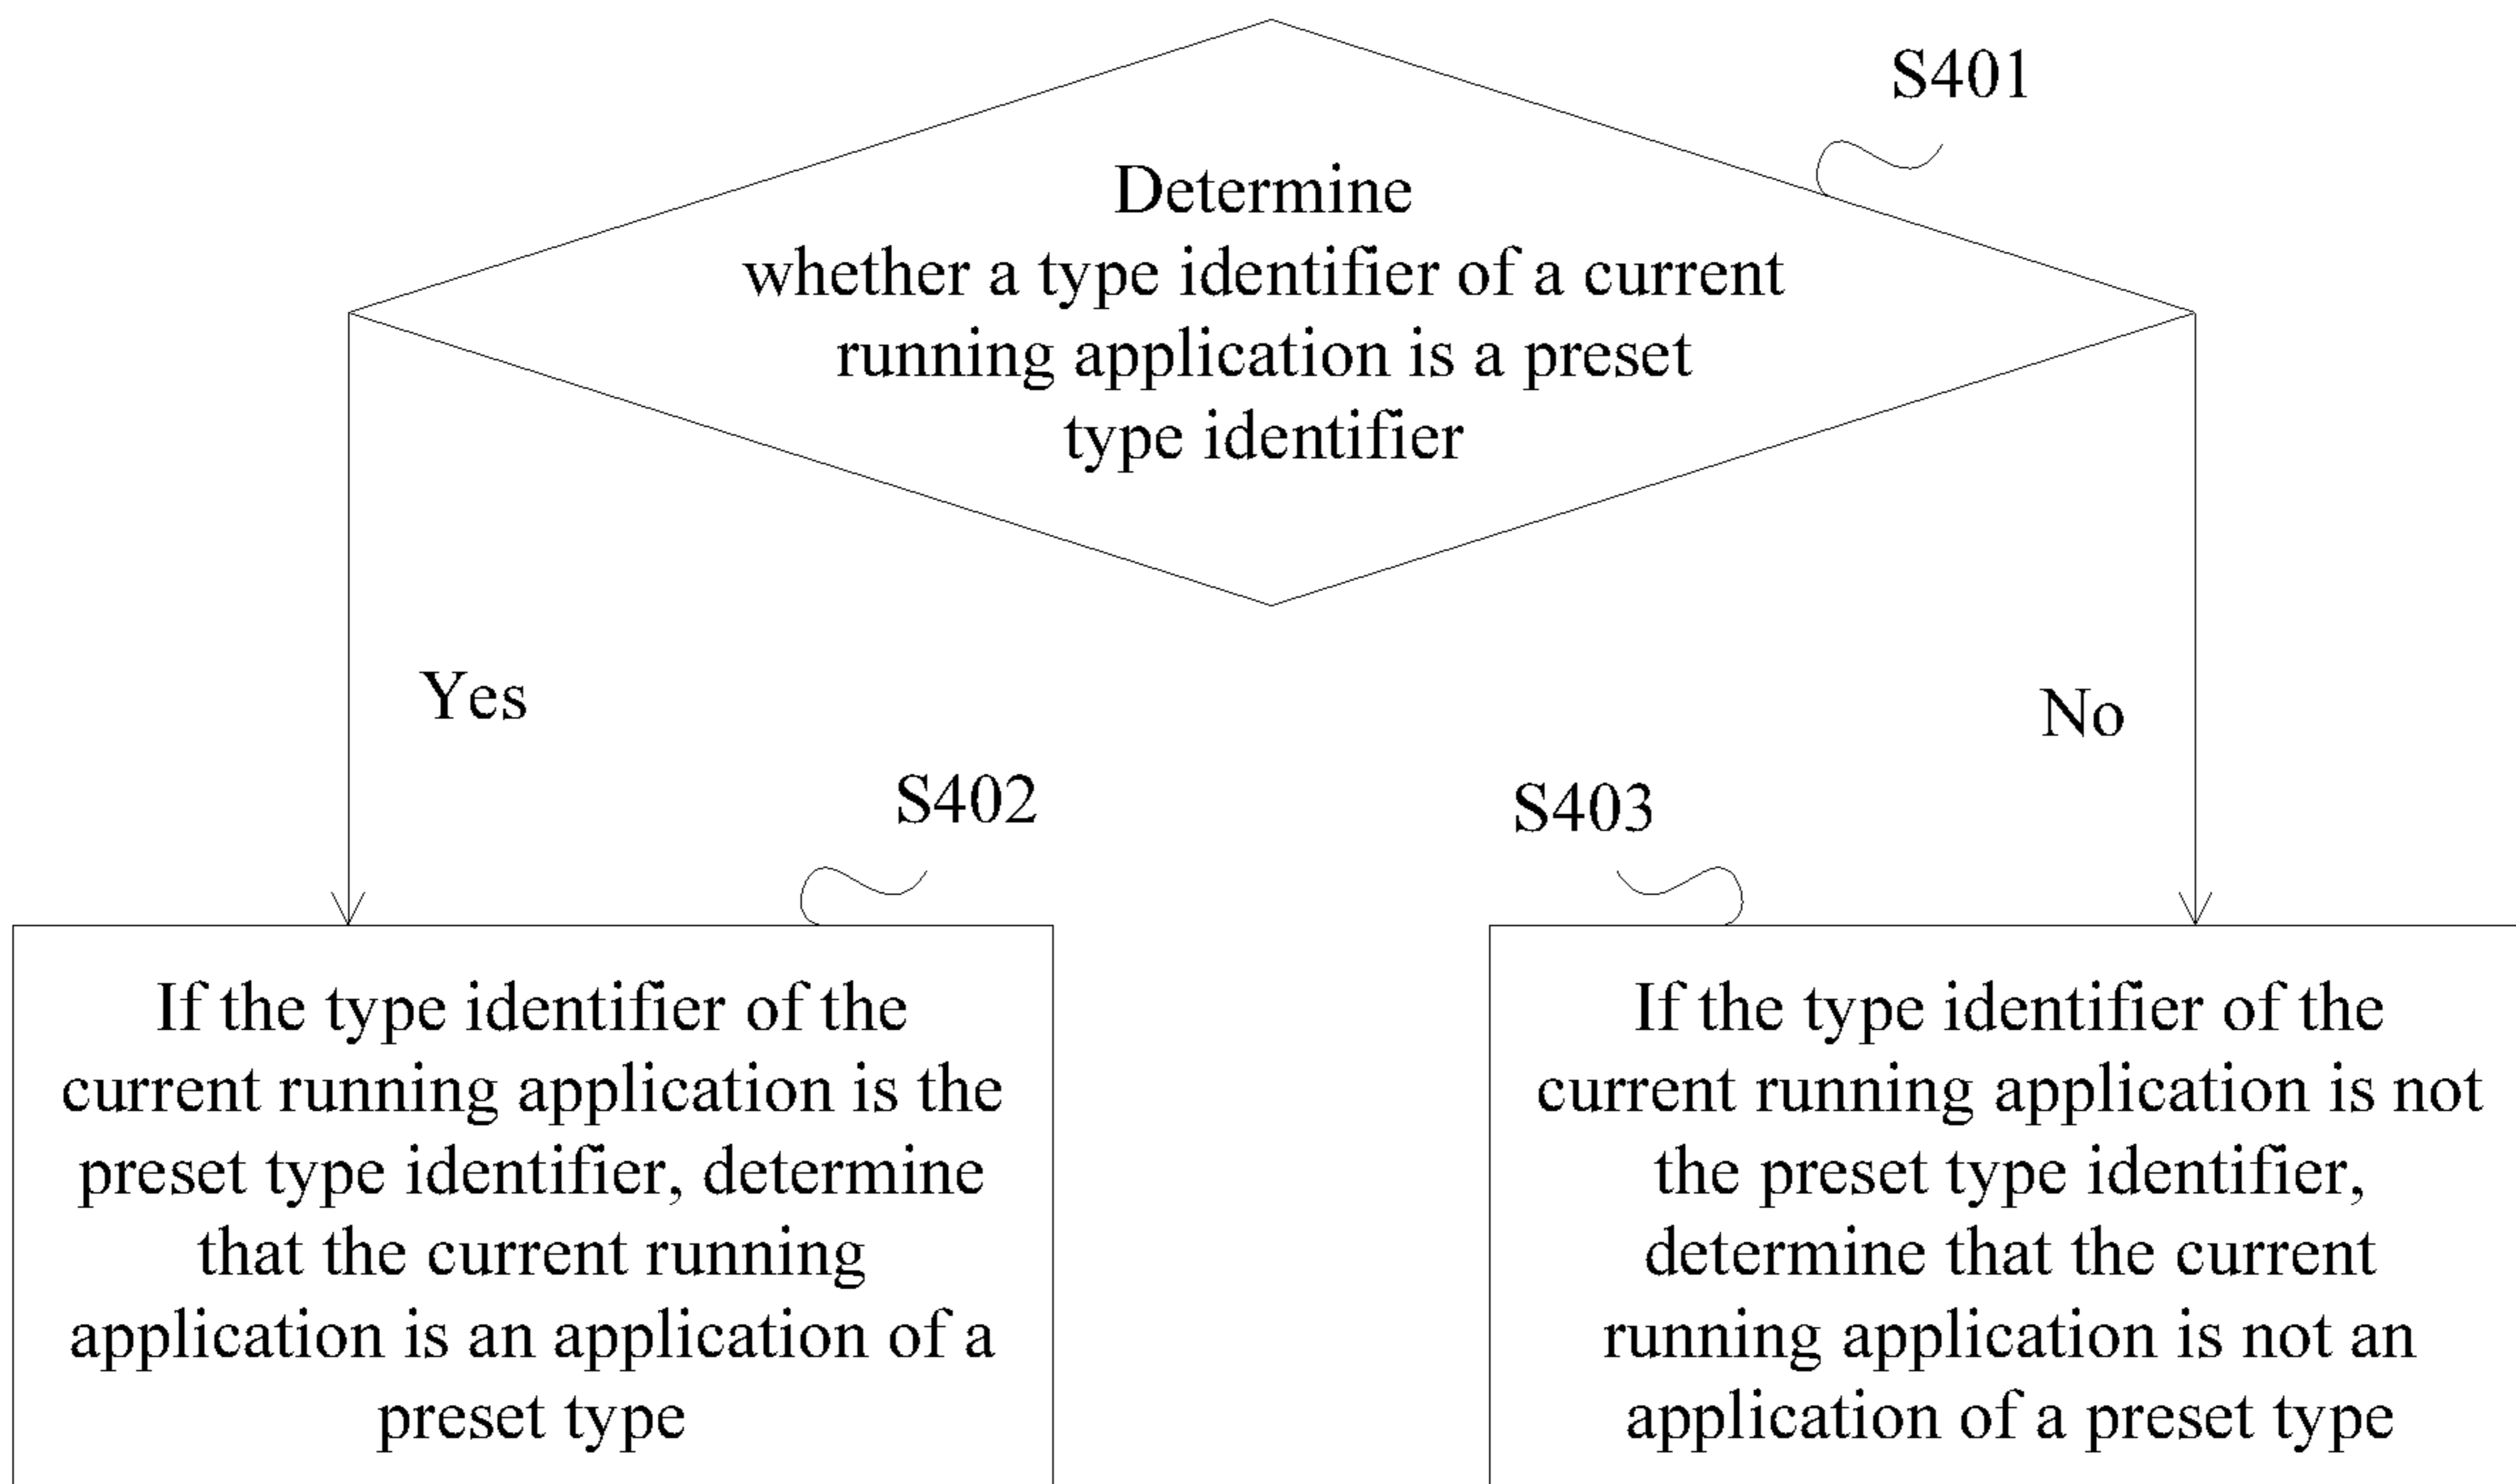 S401
Determine
whether a type identifier of a current
running application is a preset
type identifier
Yes
No
S402
S403
If the type identifier of the
current running application is the
preset type identifier, determine
that the current running
application is an application of a
preset type
If the type identifier of the
current running application is not
the preset type identifier,
determine that the current
running application is not an
application of a preset type